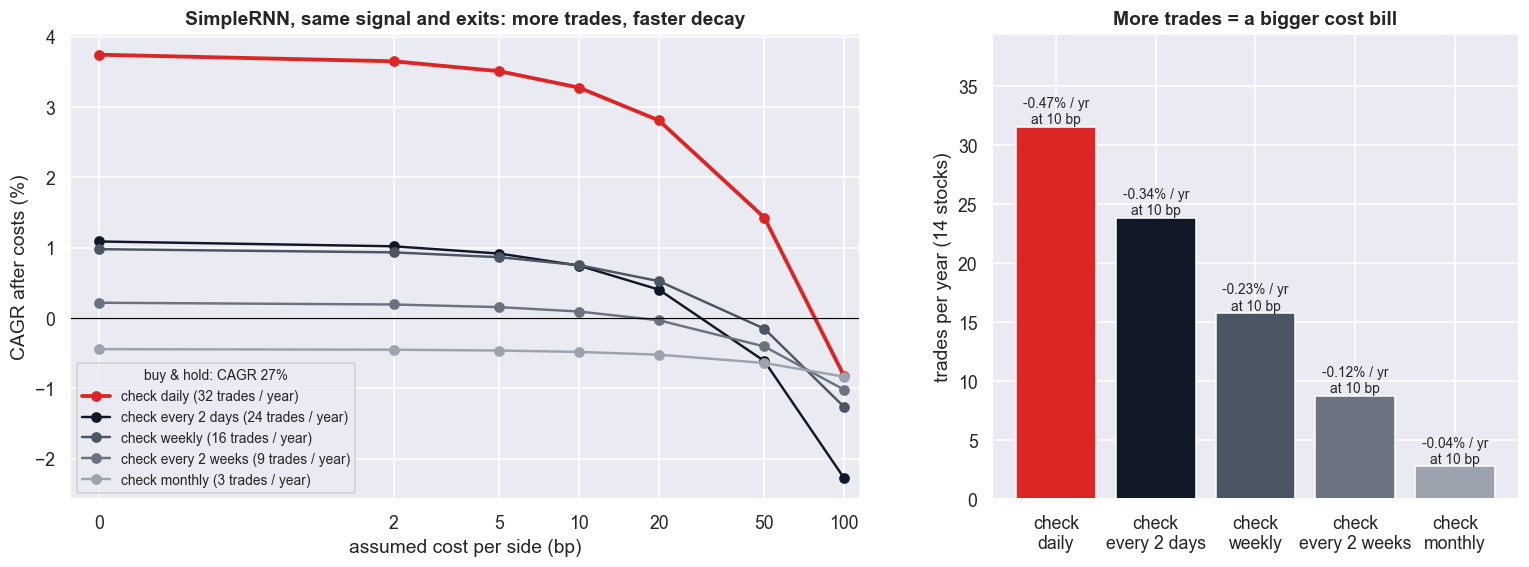 SimpleRNN, same signal and exits: more trades, faster decay
CAGR after costs (%)
4
3
2
1
0
−1
−2
buy & hold: CAGR 27%
check daily (32 trades / year)
check every 2 days (24 trades / year)
check weekly (16 trades / year)
check every 2 weeks (9 trades / year)
check monthly (3 trades / year)
0
2
5
10
20
50
100
assumed cost per side (bp)
More trades = a bigger cost bill
trades per year (14 stocks)
35
30
25
20
15
10
5
0
-0.47% / yr
at 10 bp
-0.34% / yr
at 10 bp
-0.23% / yr
at 10 bp
-0.12% / yr
at 10 bp
-0.04% / yr
at 10 bp
check
daily
check
every 2 days
check
weekly
check
every 2 weeks
check
monthly